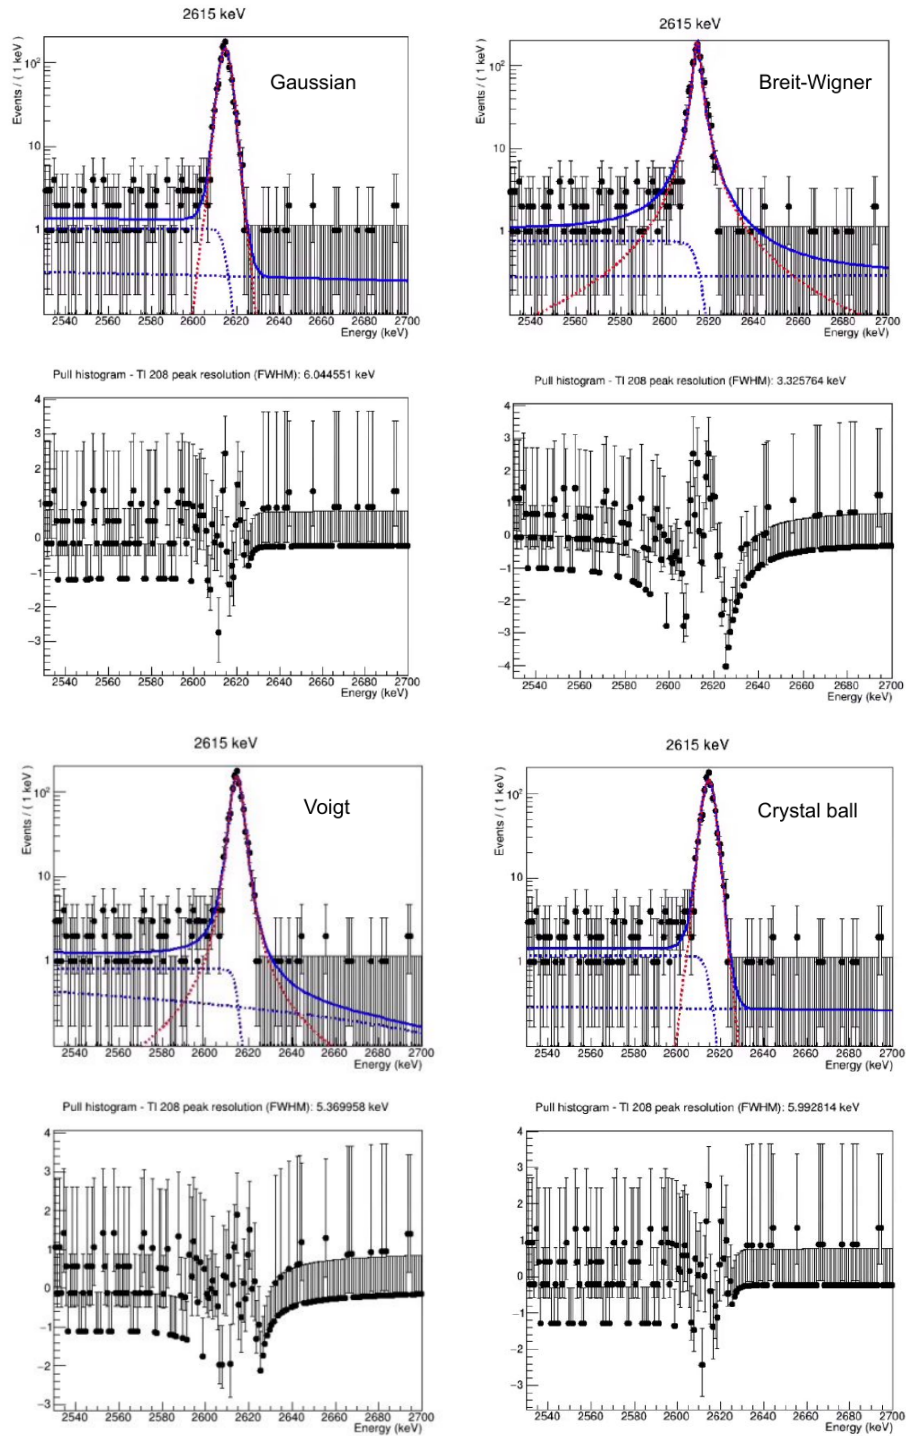 2615 keV
Events / ( 1 keV )
Gaussian
10²
10
1
2540 2560 2580 2600 2620 2640 2660 2680 2700
Energy (keV)
2615 keV
Events / ( 1 keV )
Breit-Wigner
10²
10
1
2540 2560 2580 2600 2620 2640 2660 2680 2700
Energy (keV)
Pull histogram - Tl 208 peak resolution (FWHM): 6.044551 keV
4
3
2
1
0
−1
−2
−3
2540 2560 2580 2600 2620 2640 2660 2680 2700
Energy (keV)
Pull histogram - Tl 208 peak resolution (FWHM): 3.325764 keV
4
3
2
1
0
−1
−2
−3
−4
2540 2560 2580 2600 2620 2640 2660 2680 2700
Energy (keV)
2615 keV
Events / ( 1 keV )
Voigt
10²
10
1
2540 2560 2580 2600 2620 2640 2660 2680 2700
Energy (keV)
2615 keV
Events / ( 1 keV )
Crystal ball
10²
10
1
2540 2560 2580 2600 2620 2640 2660 2680 2700
Energy (keV)
Pull histogram - Tl 208 peak resolution (FWHM): 5.369958 keV
4
3
2
1
0
−1
−2
−3
2540 2560 2580 2600 2620 2640 2660 2680 2700
Energy (keV)
Pull histogram - Tl 208 peak resolution (FWHM): 5.992814 keV
4
3
2
1
0
−1
−2
−3
2540 2560 2580 2600 2620 2640 2660 2680 2700
Energy (keV)